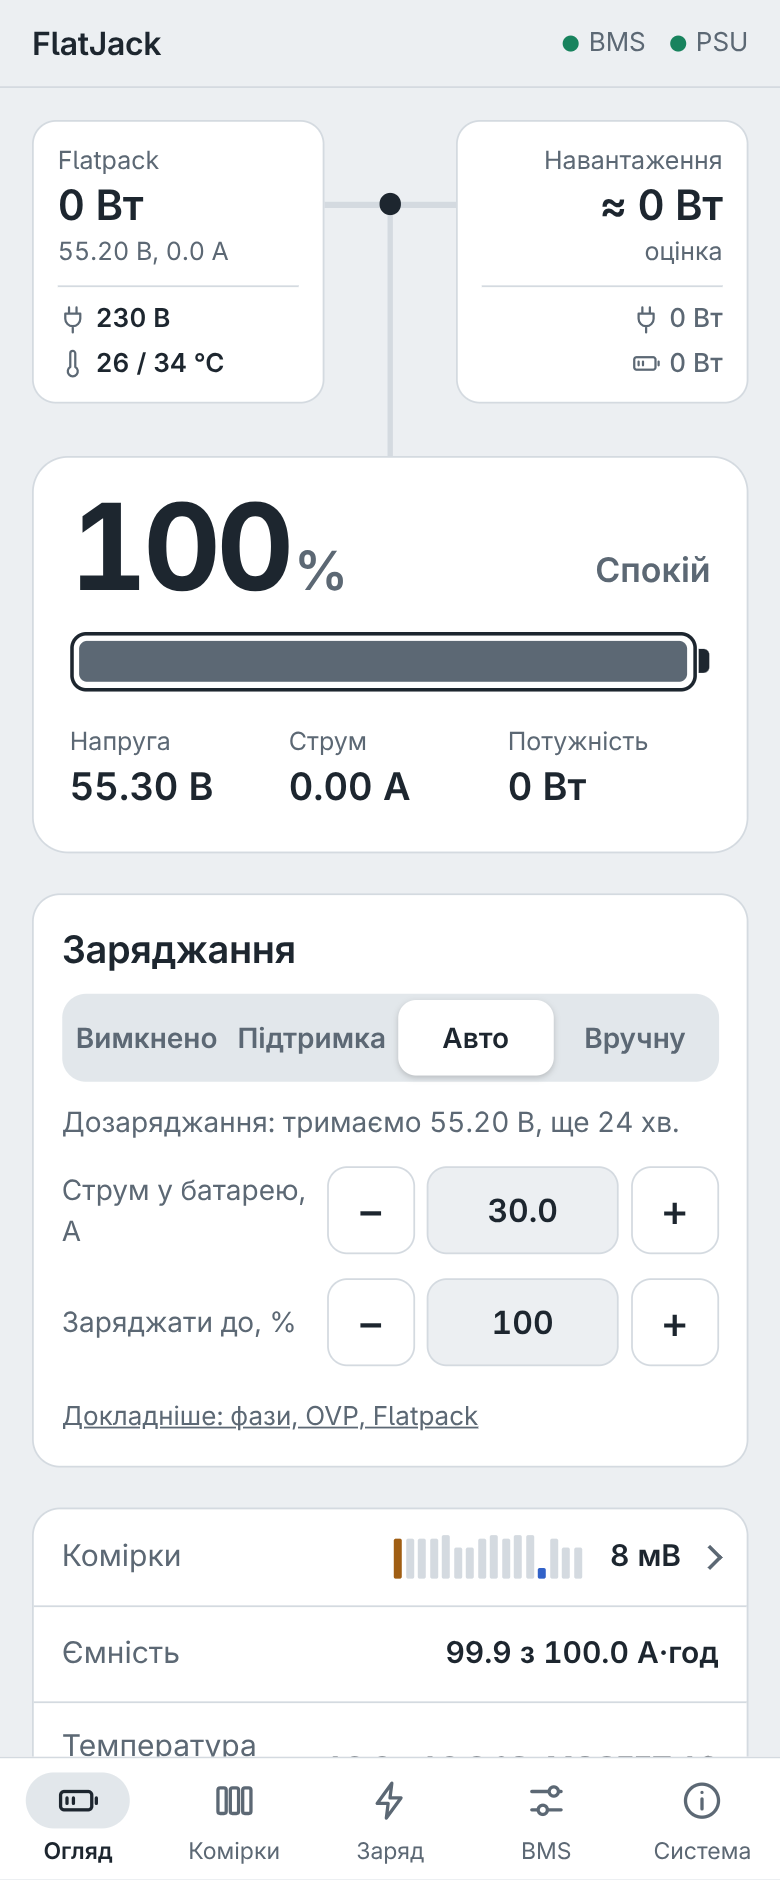 FlatJack
BMS
PSU
Flatpack
0 Вт
55.20 В, 0.0 А
230 В
26 / 34 °C
Навантаження
≈ 0 Вт
оцінка
0 Вт
0 Вт
100%
Спокій
Напруга
55.30 В
Струм
0.00 А
Потужність
0 Вт
Заряджання
Вимкнено
Підтримка
Авто
Вручну
Дозаряджання: тримаємо 55.20 В, ще 24 хв.
Струм у батарею,
А
−
30.0
+
Заряджати до, %
−
100
+
Докладніше: фази, OVP, Flatpack
Комірки
8 мВ
Ємність
99.9 з 100.0 А·год
Температура
Огляд
Комірки
Заряд
BMS
Система